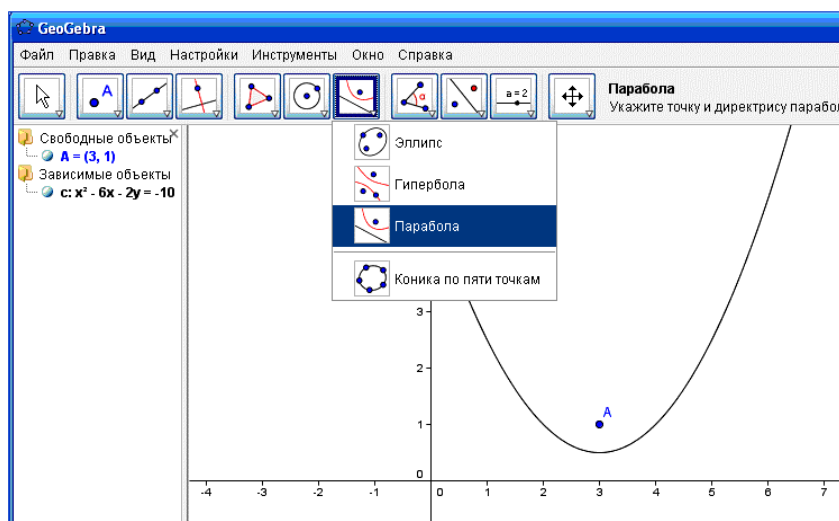 GeoGebra
Файл Правка Вид Настройки Инструменты Окно Справка
A
α
a = 2
Парабола
Укажите точку и директрису парабол
Свободные объекты
A = (3, 1)
Зависимые объекты
c: x² - 6x - 2y = -10
Эллипс
Гипербола
Парабола
Коника по пяти точкам
3
2
1
0
A
-4 -3 -2 -1 0 1 2 3 4 5 6 7